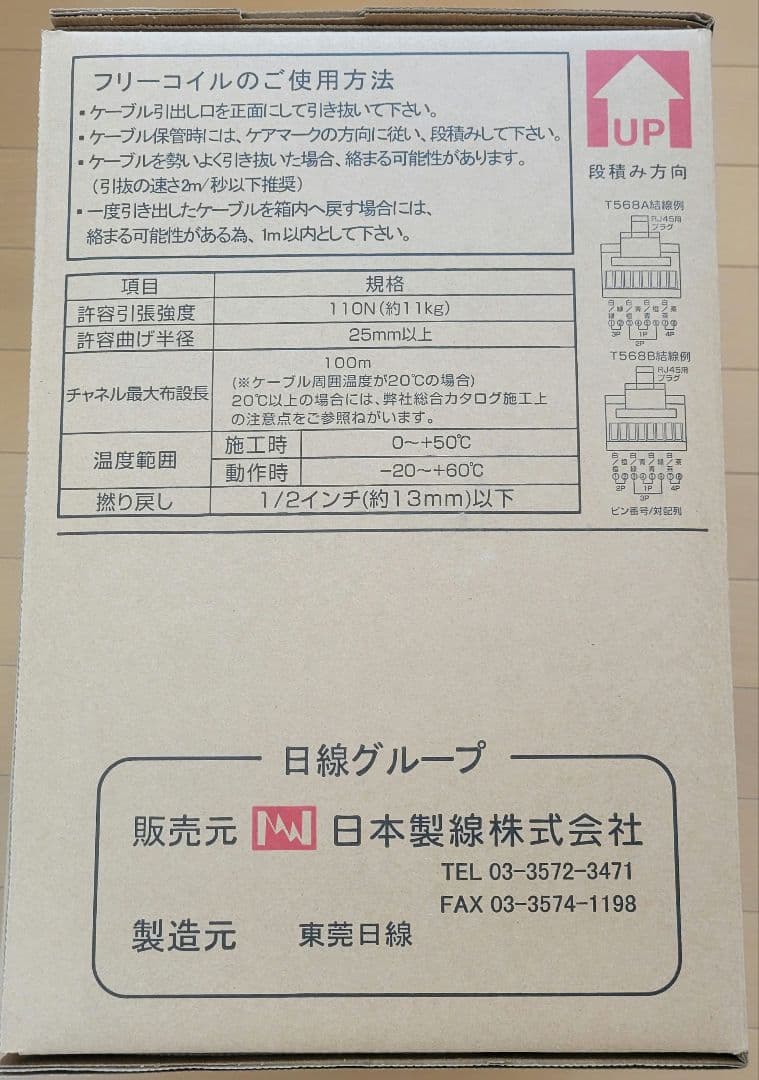 フリーコイルのご使用方法
▪ケーブル引出し口を正面にして引き抜いて下さい。
▪ケーブル保管時には、ケアマークの方向に従い、段積みして下さい。
▪ケーブルを勢いよく引き抜いた場合、絡まる可能性があります。
（引抜の速さ2m/秒以下推奨）
▪一度引き出したケーブルを箱内へ戻す場合には、
絡まる可能性がある為、1m以内として下さい。
UP
段積み方向
T568A結線例
RJ45用
プラグ
3P 1P 4P
2P
T568B結線例
RJ45用
プラグ
2P 1P 4P
3P
ピン番号/対配列
項目 規格
許容引張強度 110N(約11kg)
許容曲げ半径 25mm以上
チャネル最大布設長 100m
(※ケーブル周囲温度が20℃の場合)
20℃以上の場合には、弊社総合カタログ施工上
の注意点をご参照ねがいます。
温度範囲 施工時 0～+50℃
動作時 −20～+60℃
撚り戻し 1/2インチ(約13mm)以下
日線グループ
販売元 日本製線株式会社
TEL 03-3572-3471
FAX 03-3574-1198
製造元 東莞日線